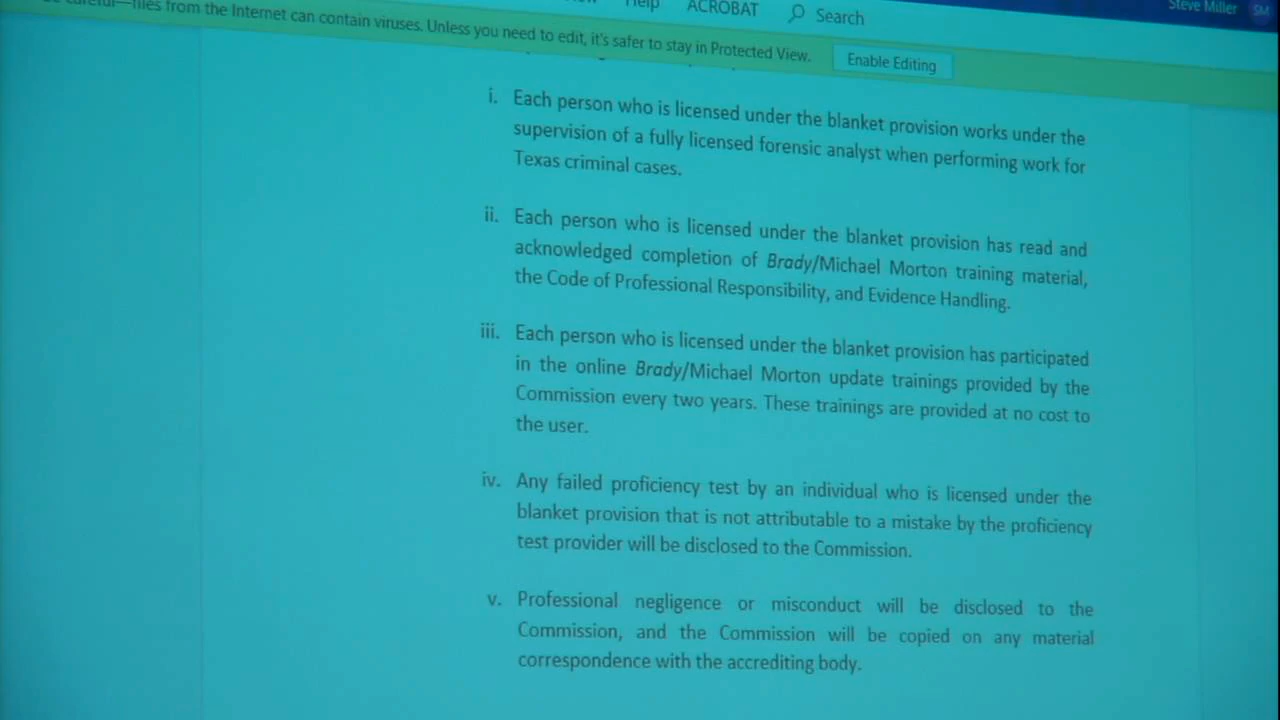 Help ACROBAT Search Steve Miller SM
files from the Internet can contain viruses. Unless you need to edit, it's safer to stay in Protected View. Enable Editing
i. Each person who is licensed under the blanket provision works under the
supervision of a fully licensed forensic analyst when performing work for
Texas criminal cases.
ii. Each person who is licensed under the blanket provision has read and
acknowledged completion of Brady/Michael Morton training material,
the Code of Professional Responsibility, and Evidence Handling.
iii. Each person who is licensed under the blanket provision has participated
in the online Brady/Michael Morton update trainings provided by the
Commission every two years. These trainings are provided at no cost to
the user.
iv. Any failed proficiency test by an individual who is licensed under the
blanket provision that is not attributable to a mistake by the proficiency
test provider will be disclosed to the Commission.
v. Professional negligence or misconduct will be disclosed to the
Commission, and the Commission will be copied on any material
correspondence with the accrediting body.